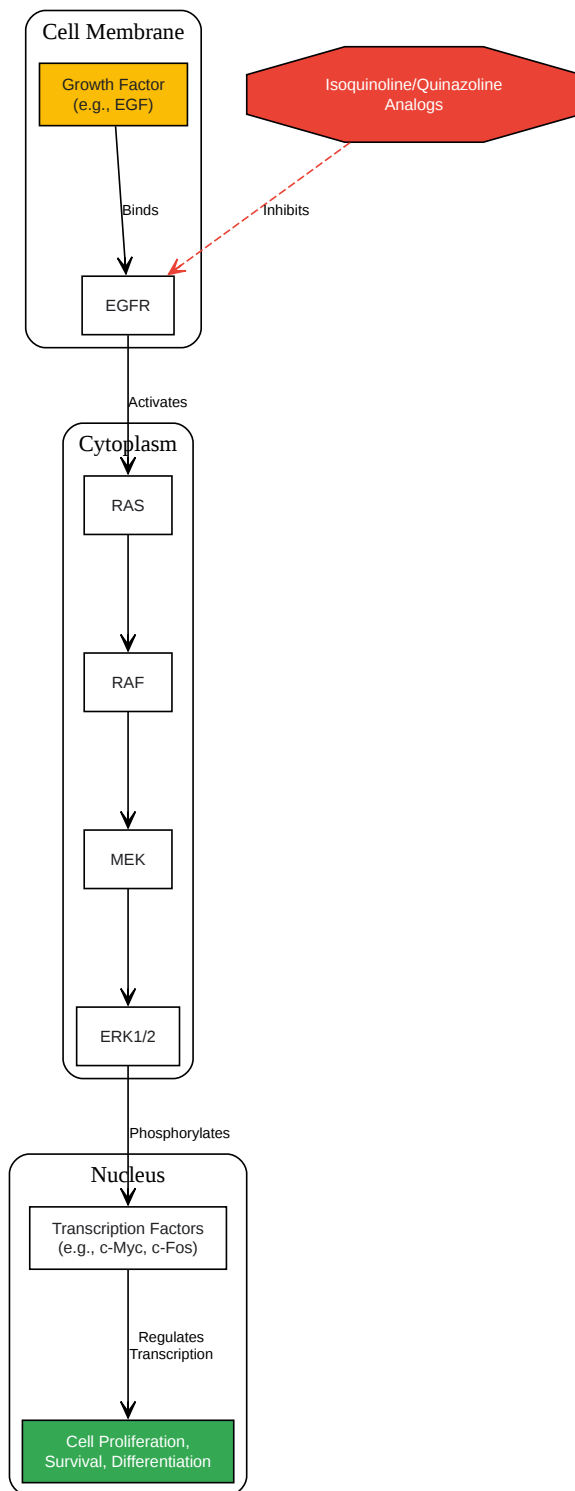 Cell Membrane
Growth Factor
(e.g., EGF)
Isoquinoline/Quinazoline
Analogs
Binds
Inhibits
EGFR
Activates
Cytoplasm
RAS
RAF
MEK
ERK1/2
Phosphorylates
Nucleus
Transcription Factors
(e.g., c-Myc, c-Fos)
Regulates
Transcription
Cell Proliferation,
Survival, Differentiation